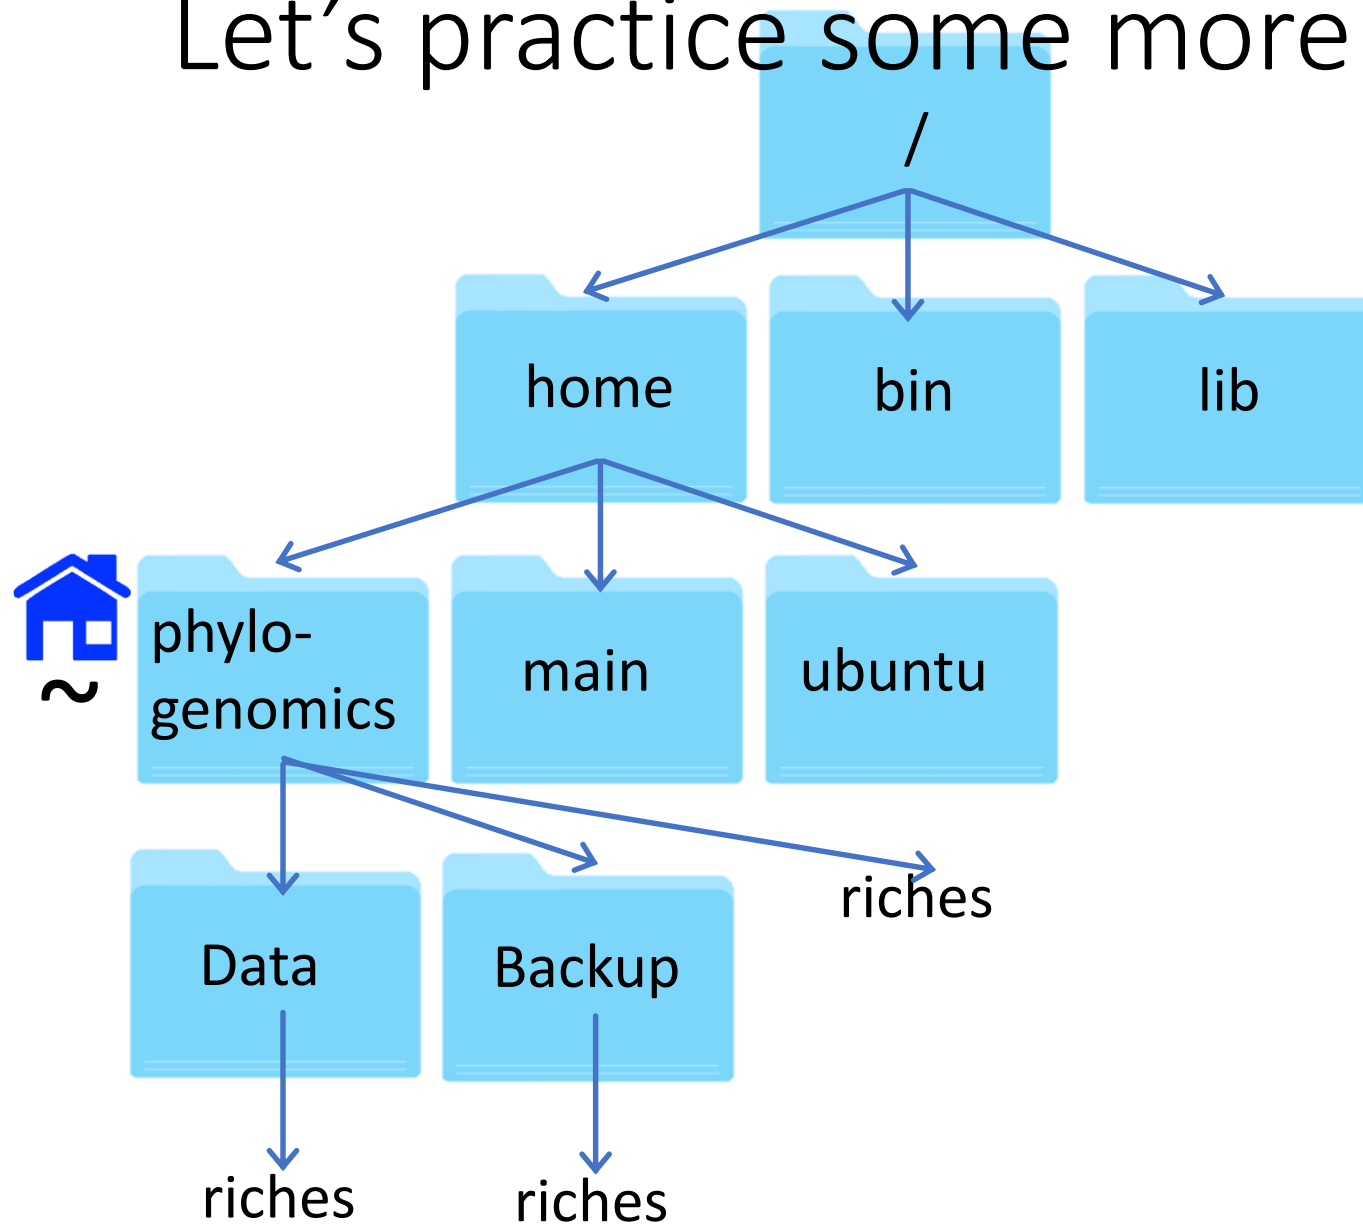 Let’s practice some more
/
home
bin
lib
phylo-
genomics
~
main
ubuntu
riches
Data
Backup
riches
riches